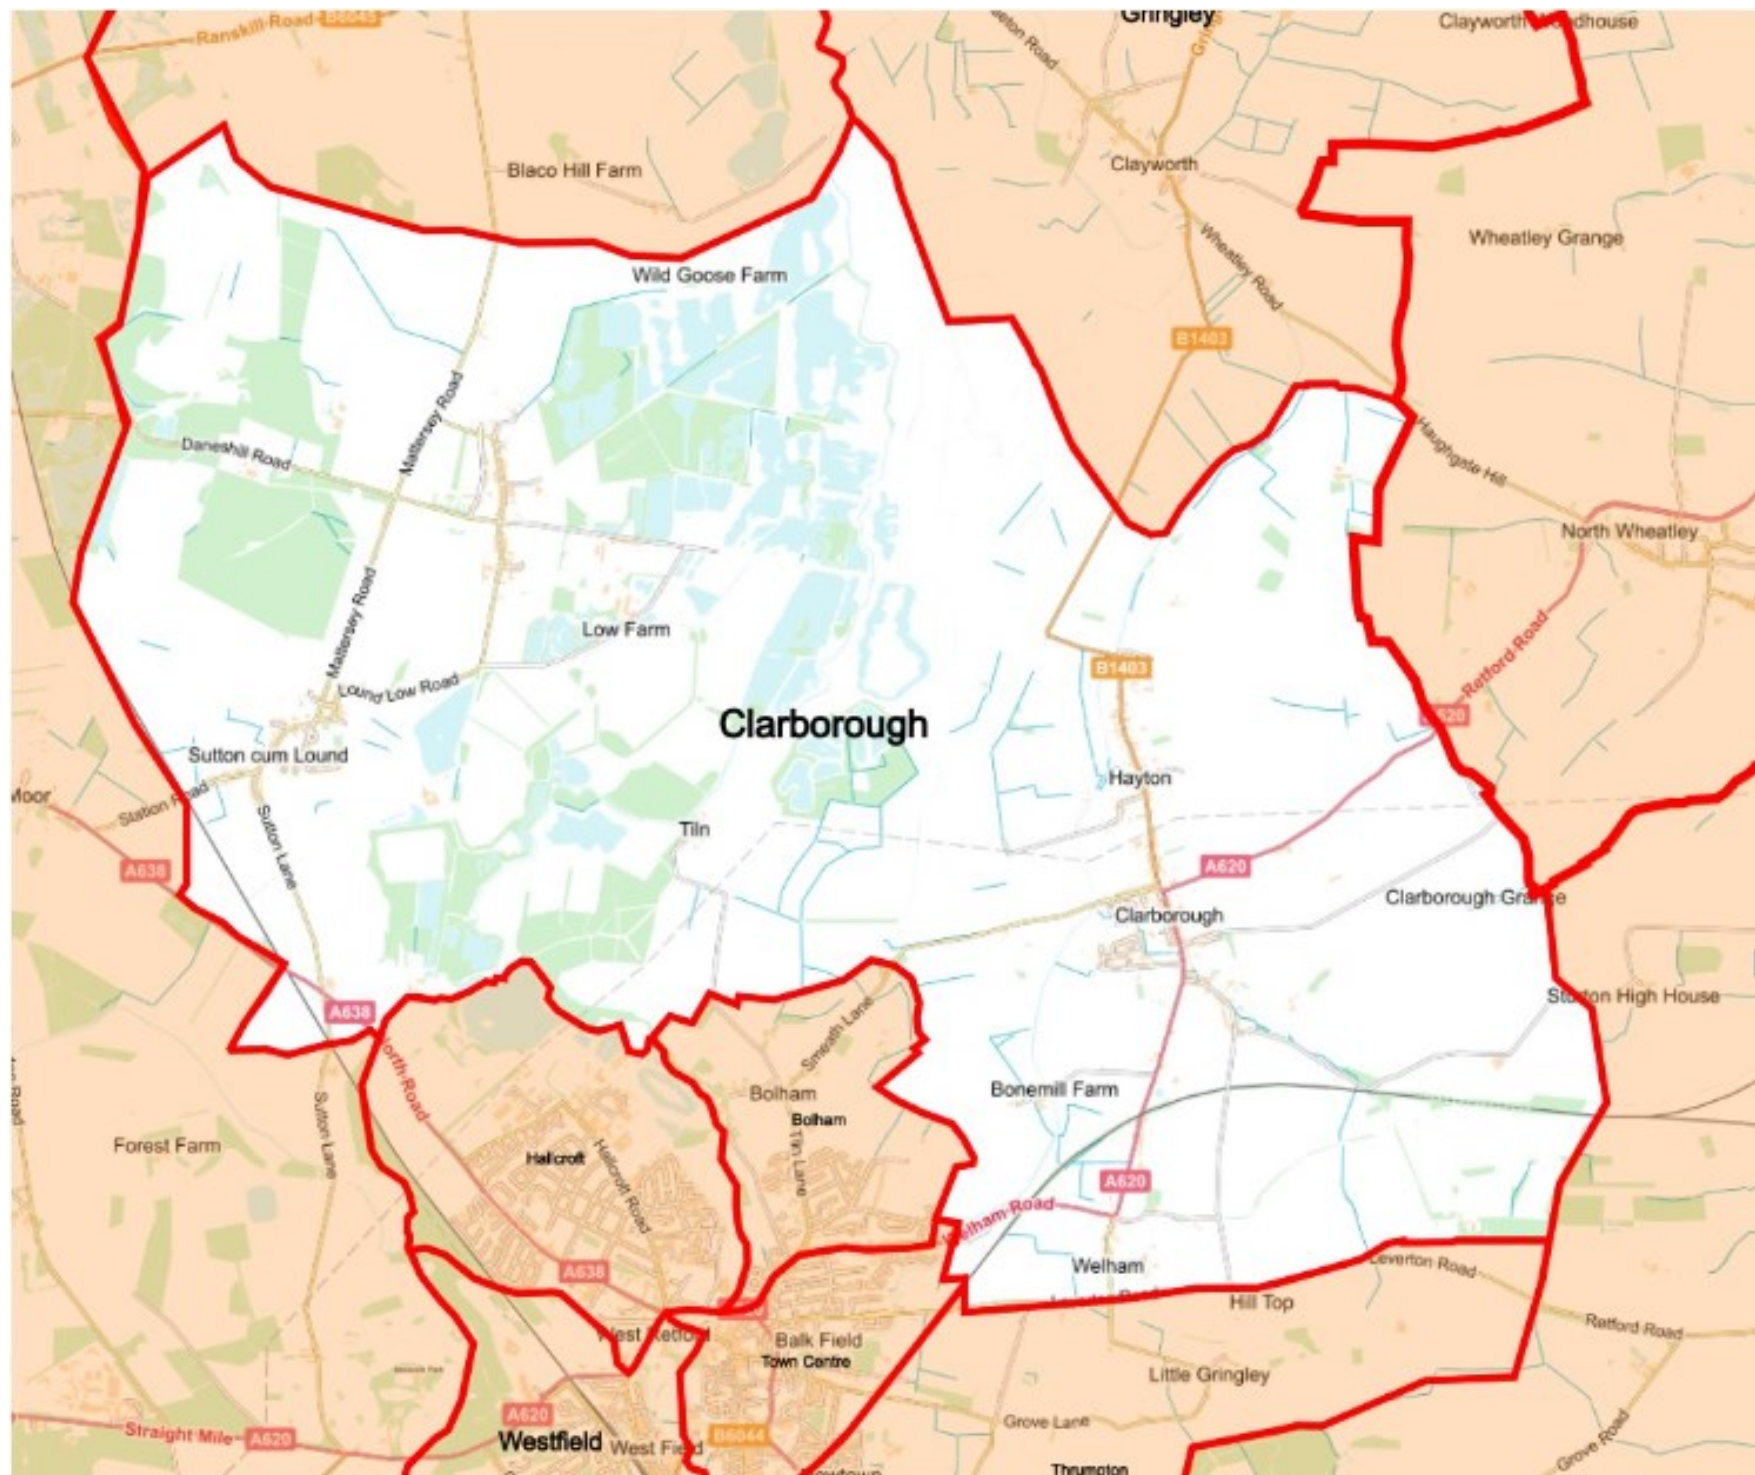 Ranskill Road
B6045
Gringley
Clayworth Woodhouse
Blaco Hill Farm
Clayworth
Wheatley Road
Wheatley Grange
Wild Goose Farm
B1403
Mattersey Road
Daneshill Road
Haughgate Hill
North Wheatley
Mattersey Road
Low Farm
B1403
Retford Road
Lound Low Road
A620
Clarborough
Sutton cum Lound
Hayton
Moor
Station Road
Sutton Lane
Tiln
A638
A620
Clarborough Grange
Clarborough
Sturton High House
A638
North Road
Smeath Lane
Bolham
Bonemill Farm
Bolham
Forest Farm
Sutton Lane
Hallcroft
Hallcroft Road
Tiln Lane
A620
Welham Road
Welham
A638
Leverton Road
Leverton Road
Hill Top
Retford Road
West Retford
Balk Field
Town Centre
Little Gringley
A620
Grove Lane
Straight Mile
A620
Westfield
West Field
B6044
Grove Road
Thrumpton